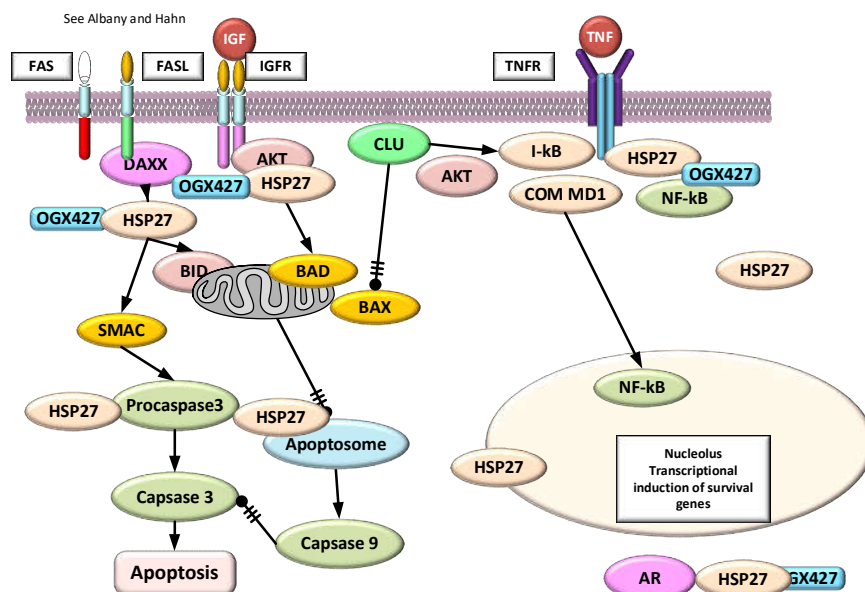 See Albany and Hahn
IGF
TNF
FAS
FASL
IGFR
TNFR
DAXX
AKT
CLU
I-kB
HSP27
OGX427
HSP27
AKT
COM MD1
OGX427
NF-kB
OGX427
HSP27
BID
BAD
HSP27
BAX
SMAC
NF-kB
HSP27
Procaspase3
HSP27
Apoptosome
Nucleolus
Transcriptional
induction of survival
genes
HSP27
Capsase 3
Capsase 9
Apoptosis
AR
HSP27
GX427